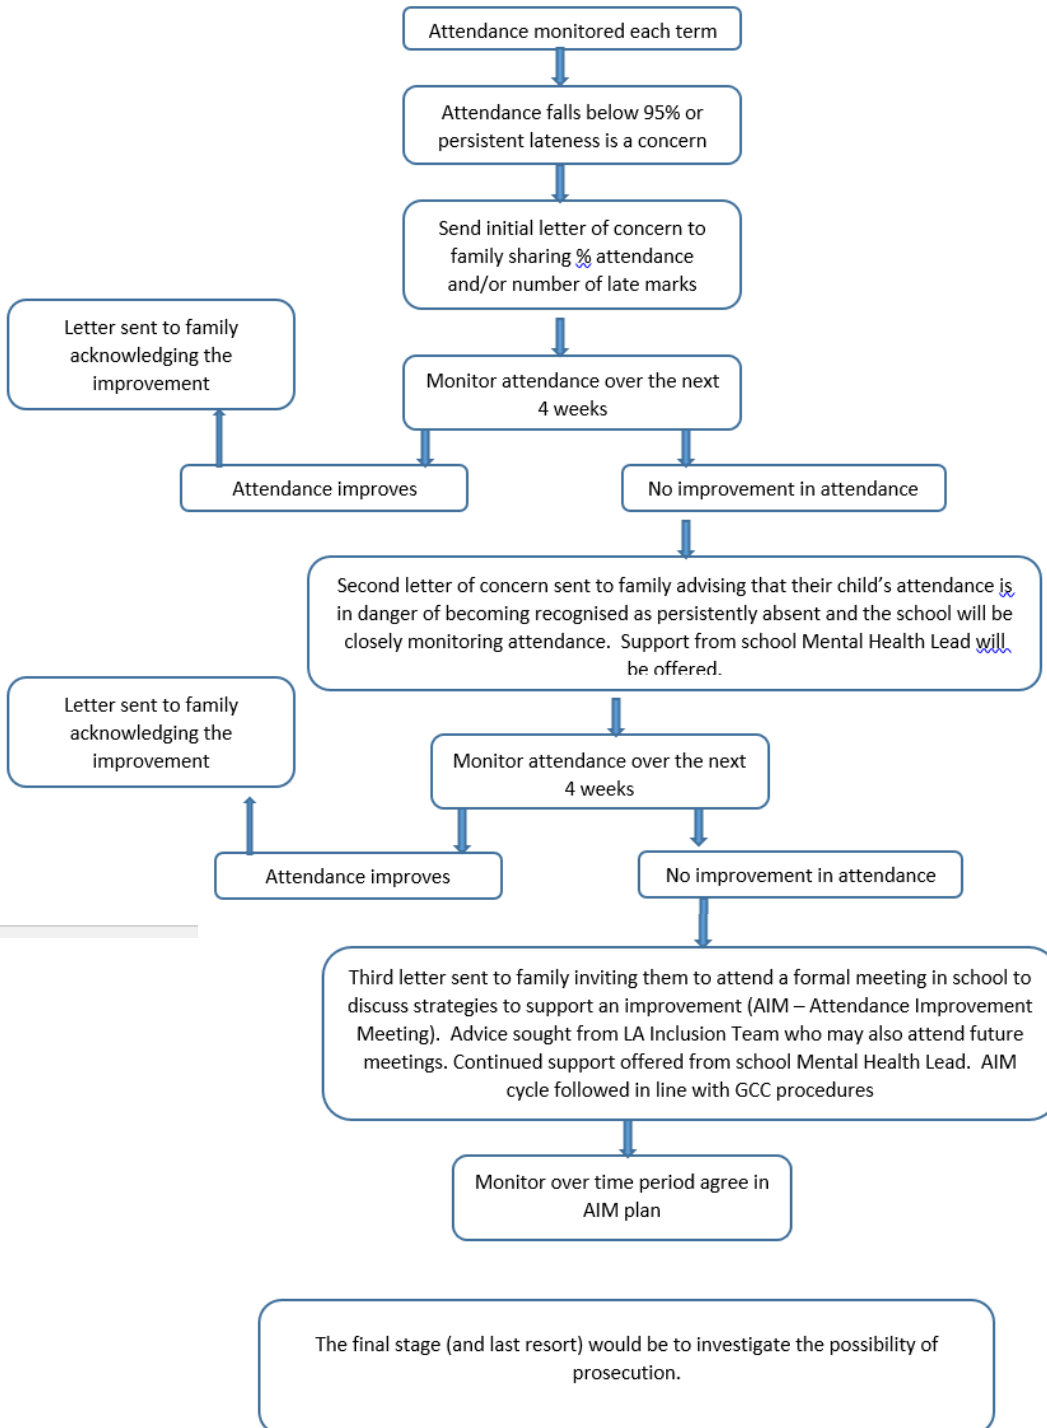 Attendance monitored each term
Attendance falls below 95% or
persistent lateness is a concern
Send initial letter of concern to
family sharing % attendance
and/or number of late marks
Letter sent to family
acknowledging the
improvement
Monitor attendance over the next
4 weeks
Attendance improves
No improvement in attendance
Second letter of concern sent to family advising that their child’s attendance is
in danger of becoming recognised as persistently absent and the school will be
closely monitoring attendance.  Support from school Mental Health Lead will
be offered.
Letter sent to family
acknowledging the
improvement
Monitor attendance over the next
4 weeks
Attendance improves
No improvement in attendance
Third letter sent to family inviting them to attend a formal meeting in school to
discuss strategies to support an improvement (AIM – Attendance Improvement
Meeting).  Advice sought from LA Inclusion Team who may also attend future
meetings. Continued support offered from school Mental Health Lead.  AIM
cycle followed in line with GCC procedures
Monitor over time period agree in
AIM plan
The final stage (and last resort) would be to investigate the possibility of
prosecution.